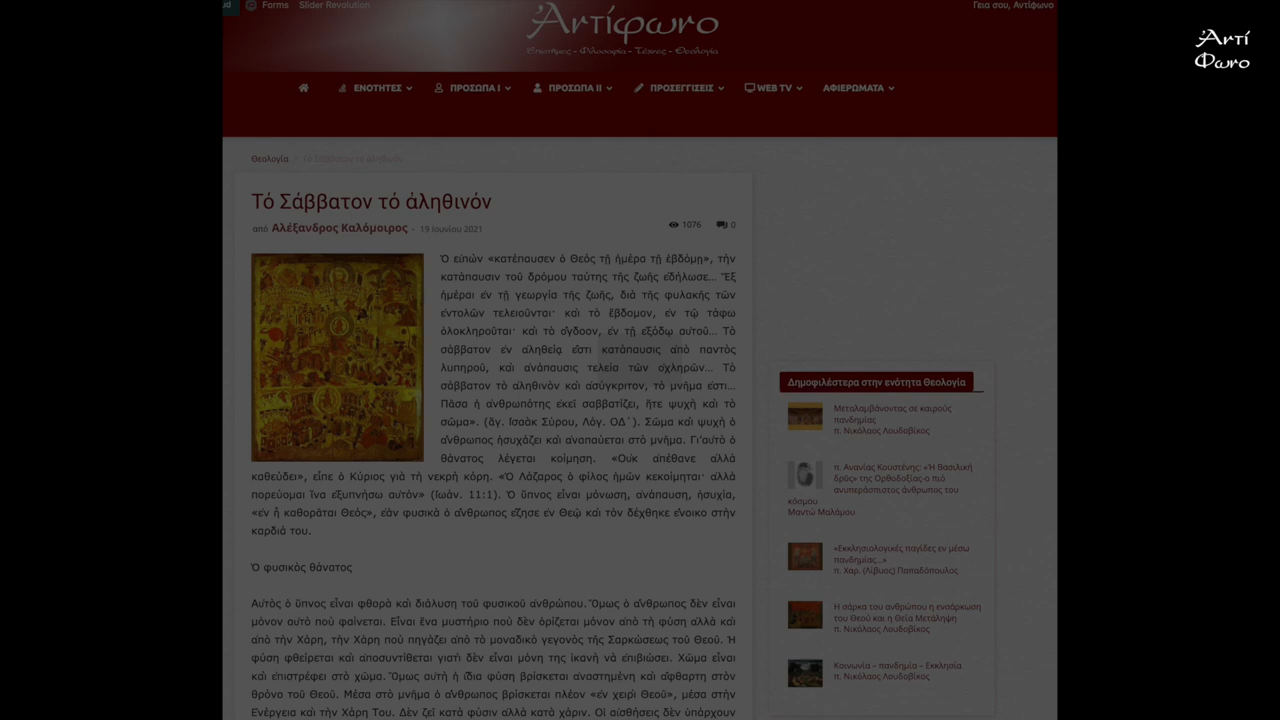 ud Forms Slider Revolution
Γεια σου, Αντίφωνο
Ἀντίφωνο
Επιστήμες - Φιλοσοφία - Τέχνες - Θεολογία
Ἀντί
Φωνο
ΕΝΟΤΗΤΕΣ ΠΡΟΣΩΠΑ Ι ΠΡΟΣΩΠΑ ΙΙ ΠΡΟΣΕΓΓΙΣΕΙΣ WEB TV ΑΦΙΕΡΩΜΑΤΑ
Θεολογία Τὸ Σάββατον τὸ ἀληθινόν
Τό Σάββατον τό ἀληθινόν
από Αλέξανδρος Καλόμοιρος - 19 Ιουνίου 2021
1076 0
Ὁ εἰπὼν «κατέπαυσεν ὁ Θεὸς τῇ ἡμέρᾳ τῇ ἑβδόμῃ», τὴν
κατάπαυσιν τοῦ δρόμου ταύτης τῆς ζωῆς ἐδήλωσε... Ἓξ
ἡμέραι ἐν τῇ γεωργίᾳ τῆς ζωῆς, διὰ τῆς φυλακῆς τῶν
ἐντολῶν τελειοῦνται· καὶ τὸ ἕβδομον, ἐν τῷ τάφῳ
ὁλοκληροῦται· καὶ τὸ ὄγδοον, ἐν τῇ ἐξόδῳ αὐτοῦ... Τὸ
σάββατον ἐν ἀληθείᾳ ἐστὶ κατάπαυσις ἀπὸ παντὸς
λυπηροῦ, καὶ ἀνάπαυσις τελεία τῶν ὀχληρῶν... Τὸ
σάββατον τὸ ἀληθινὸν καὶ ἀσύγκριτον, τὸ μνῆμα ἐστι...
Πᾶσα ἡ ἀνθρωπότης ἐκεῖ σαββατίζει, ἤτε ψυχὴ καὶ τὸ
σῶμα». (ἅγ. Ισαὰκ Σύρου, Λόγ. ΟΔ΄). Σῶμα καὶ ψυχὴ ὁ
ἄνθρωπος ἡσυχάζει καὶ ἀναπαύεται στὸ μνῆμα. Γι'αὐτὸ ὁ
θάνατος λέγεται κοίμηση. «Οὐκ ἀπέθανε ἀλλὰ
καθεύδει», εἶπε ὁ Κύριος γιὰ τὴ νεκρὴ κόρη. «Ὁ Λάζαρος ὁ φίλος ἡμῶν κεκοίμηται· ἀλλὰ
πορεύομαι ἵνα ἐξυπνήσω αὐτόν» (Ἰωάν. 11:1). Ὁ ὕπνος εἶναι μόνωση, ἀνάπαυση, ἡσυχία,
«ἐν ᾗ καθορᾶται Θεός», ἐὰν φυσικὰ ὁ ἄνθρωπος ἔζησε ἐν Θεῷ καὶ τὸν δέχθηκε ἔνοικο στὴν
καρδιά του.
Ὁ φυσικὸς θάνατος
Αὐτὸς ὁ ὕπνος εἶναι φθορὰ καὶ διάλυση τοῦ φυσικοῦ ἀνθρώπου. Ὅμως ὁ ἄνθρωπος δὲν εἶναι
μόνον αὐτὸ ποὺ φαίνεται. Εἶναι ἕνα μυστήριο ποὺ δὲν ὁρίζεται μόνον ἀπὸ τὴ φύση ἀλλὰ καὶ
ἀπὸ τὴν Χάρη, τὴν Χάρη ποὺ πηγάζει ἀπὸ τὸ μοναδικὸ γεγονὸς τῆς Σαρκώσεως τοῦ Θεοῦ. Ἡ
φύση φθείρεται καὶ ἀποσυντίθεται γιατὶ δὲν εἶναι μόνη της ἱκανὴ νὰ ἐπιβιώσει. Χῶμα εἶναι
καὶ ἐπιστρέφει στὸ χῶμα. Ὅμως αὐτὴ ἡ ἴδια φύση βρίσκεται ἀναστημένη καὶ ἄφθαρτη στὸν
θρόνο τοῦ Θεοῦ. Μέσα στὸ μνῆμα ὁ ἄνθρωπος βρίσκεται πλέον «ἐν χειρὶ Θεοῦ», μέσα στὴν
Ἐνέργεια καὶ τὴν Χάρη Του. Δὲν ζεῖ κατὰ φύσιν ἀλλὰ κατὰ χάριν. Οἱ αἰσθήσεις δὲν ὑπάρχουν
Δημοφιλέστερα στην ενότητα Θεολογία
Μεταλαμβάνοντας σε καιρούς
πανδημίας
π. Νικόλαος Λουδοβίκος
π. Ανανίας Κουστένης: «Ἡ Βασιλική
δρῦς» της Ορθοδοξίας-ο πιό
ανυπεράσπιστος άνθρωπος του
κόσμου
Μαντώ Μαλάμου
«Εκκλησιολογικές παγίδες εν μέσω
πανδημίας...»
π. Χαρ. (Λίβυος) Παπαδόπουλος
Η σάρκα του ανθρώπου η ενσάρκωση
του Θεού και η Θεία Μετάληψη
π. Νικόλαος Λουδοβίκος
Κοινωνία – πανδημία – Εκκλησία
π. Νικόλαος Λουδοβίκος